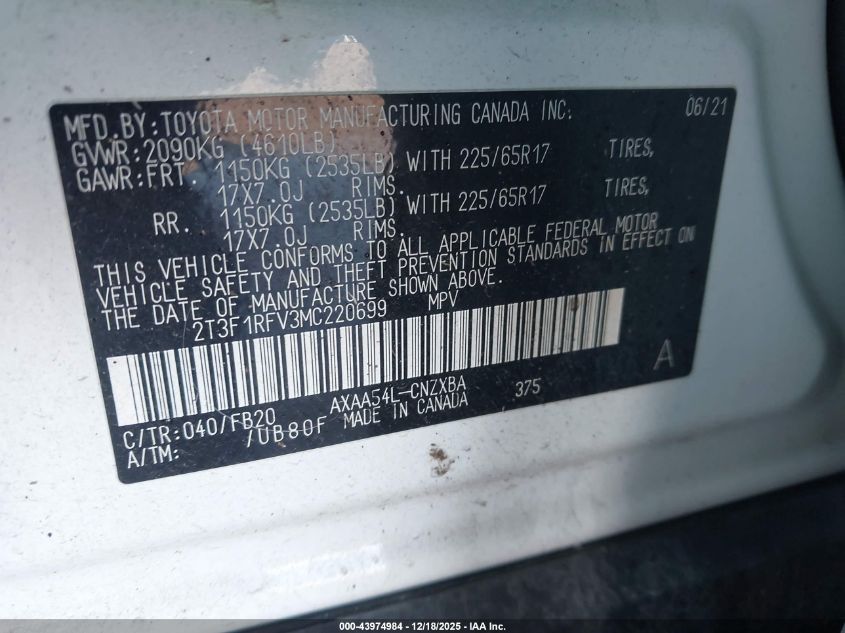 MFD.BY:TOYOTA MOTOR MANUFACTURING CANADA INC. 06/21
GVWR:2090KG (4610LB)
GAWR:FRT. 1150KG (2535LB) WITH 225/65R17 TIRES,
17X7.0J RIMS.
RR. 1150KG (2535LB) WITH 225/65R17 TIRES,
17X7.0J RIMS.
THIS VEHICLE CONFORMS TO ALL APPLICABLE FEDERAL MOTOR
VEHICLE SAFETY AND THEFT PREVENTION STANDARDS IN EFFECT ON
THE DATE OF MANUFACTURE SHOWN ABOVE.
2T3F1RFV3MC220699 MPV
A
C/TR:040/FB20 AXAA54L-CNZXBA 375
A/TM: /UB80F MADE IN CANADA
000-43974984 - 12/18/2025 - IAA Inc.